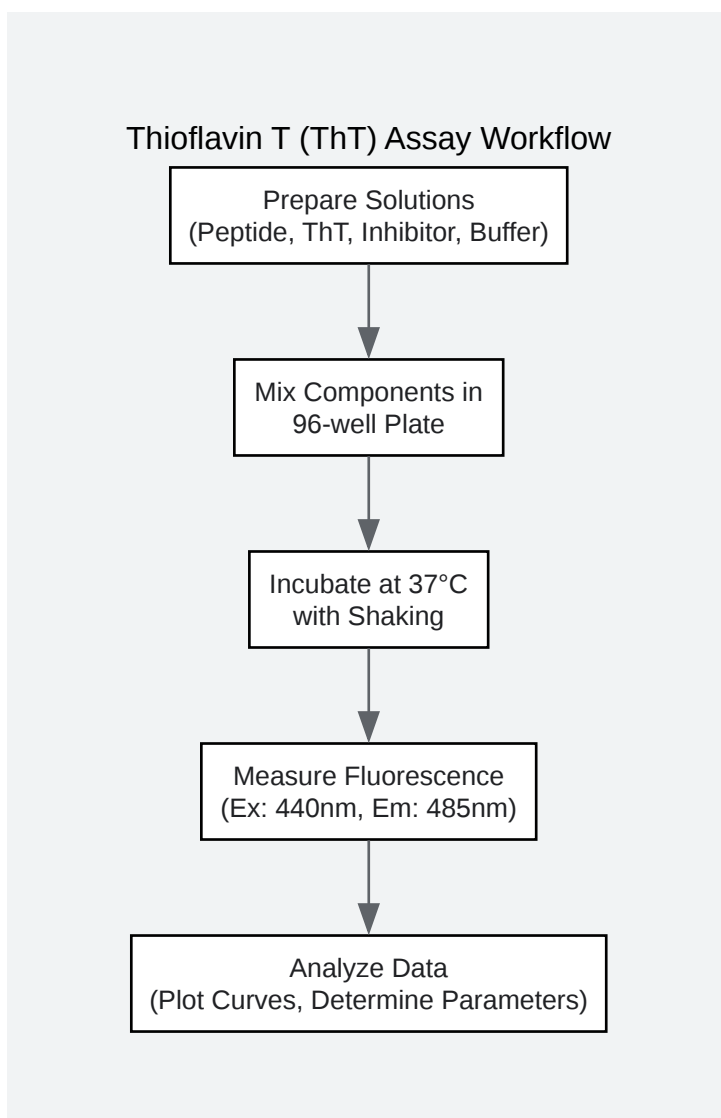 Thioflavin T (ThT) Assay Workflow
Prepare Solutions
(Peptide, ThT, Inhibitor, Buffer)
Mix Components in
96-well Plate
Incubate at 37°C
with Shaking
Measure Fluorescence
(Ex: 440nm, Em: 485nm)
Analyze Data
(Plot Curves, Determine Parameters)